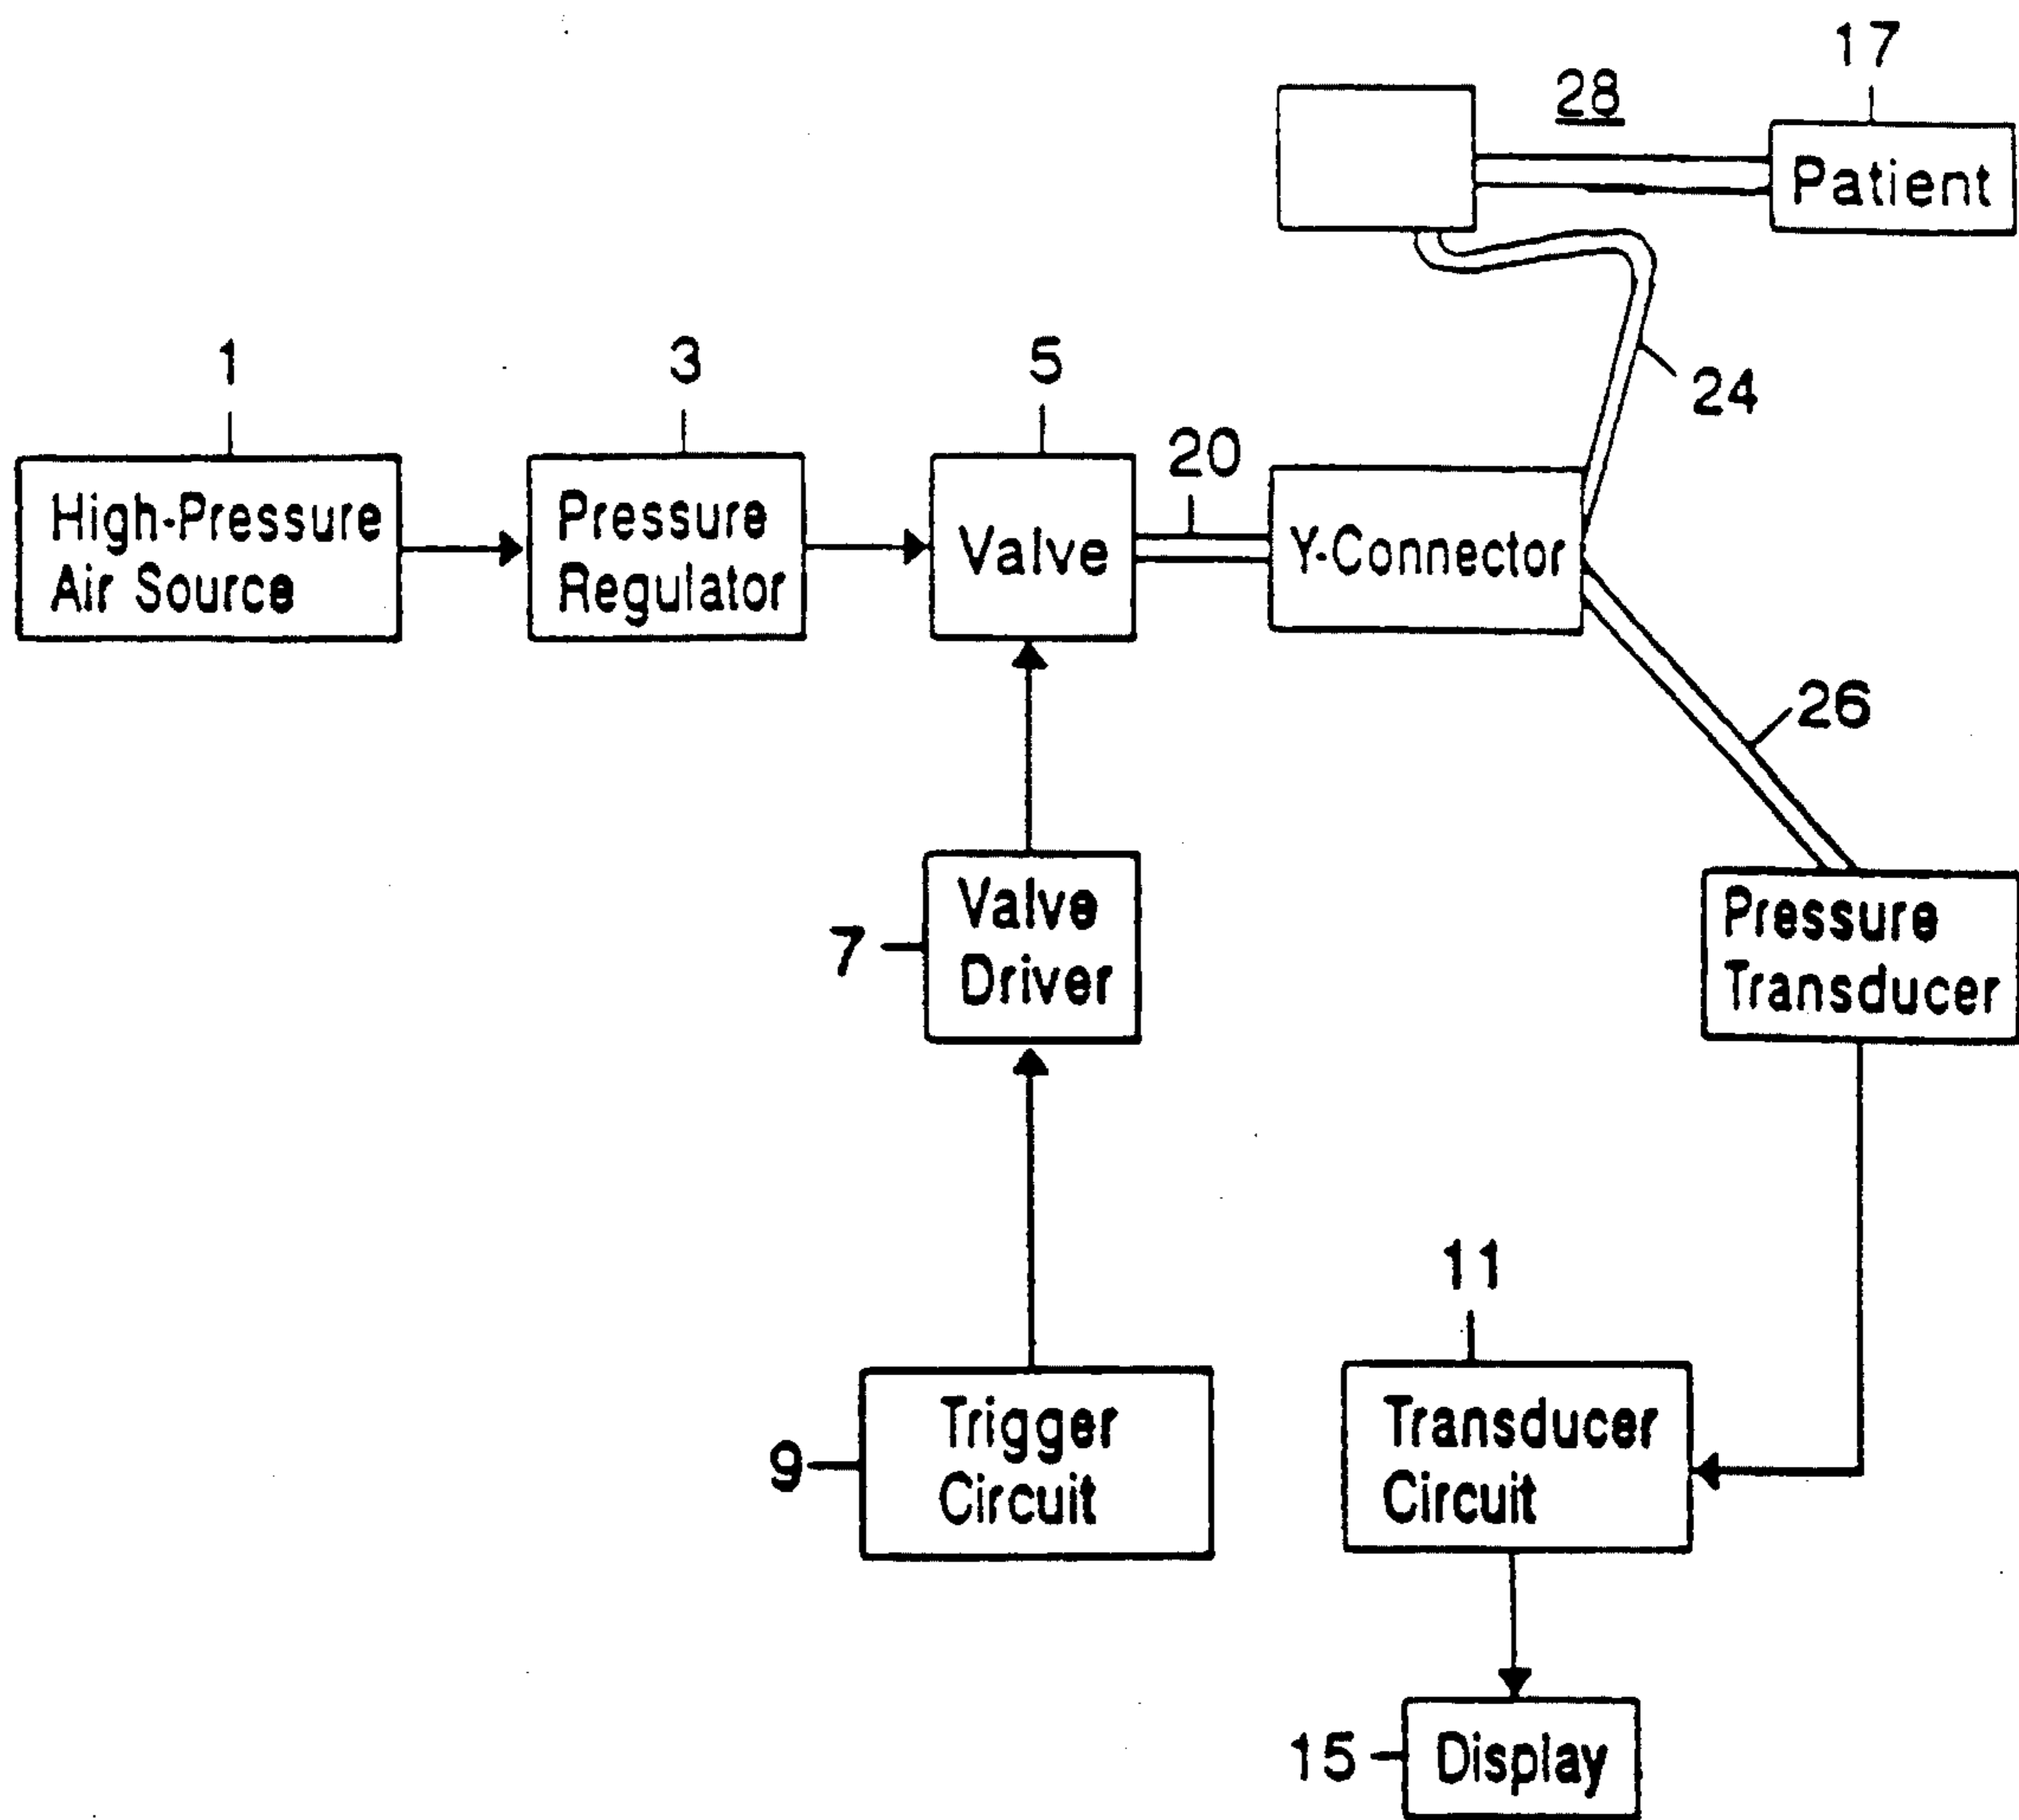 17
28
Patient
24
1
3
5
20
High-Pressure
Air Source
Pressure
Regulator
Valve
Y-Connector
26
7
Valve
Driver
Pressure
Transducer
11
9
Trigger
Circuit
Transducer
Circuit
15
Display